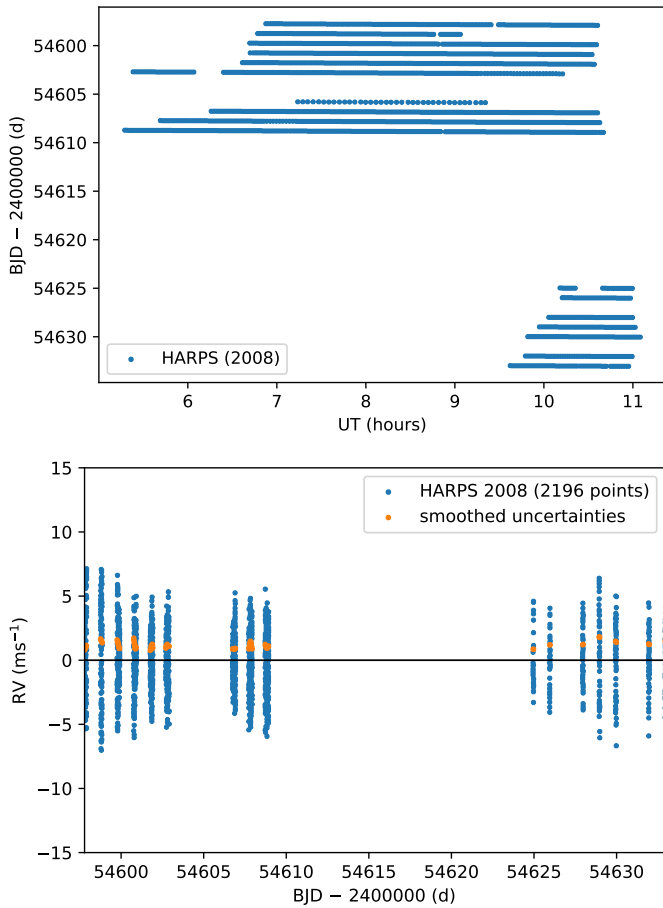 54600
54605
54610
54615
54620
54625
54630
BJD − 2400000 (d)
HARPS (2008)
6 7 8 9 10 11
UT (hours)
15
10
5
0
−5
−10
−15
RV (ms⁻¹)
HARPS 2008 (2196 points)
smoothed uncertainties
54600 54605 54610 54615 54620 54625 54630
BJD − 2400000 (d)